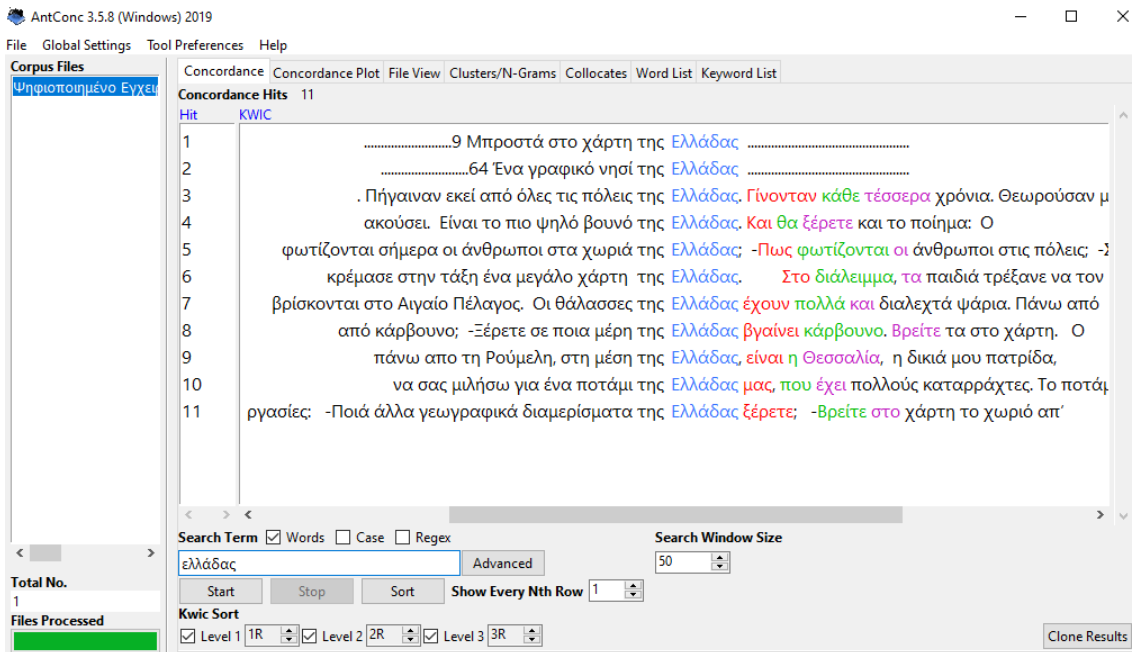 AntConc 3.5.8 (Windows) 2019
File Global Settings Tool Preferences Help
Corpus Files
Ψηφιοποιημένο
Concordance Concordance Plot File View Clusters/N-Grams Collocates Word List Keyword List
Concordance Hits 11
Hit KWIC
1 ..........................9 Μπροστά στο χάρτη της Ελλάδας ................................................
2 ..........................64 Ένα γραφικό νησί της Ελλάδας ................................................
3 . Πήγαιναν εκεί από όλες τις πόλεις της Ελλάδας. Γίνονταν κάθε τέσσερα χρόνια. Θεωρούσαν μ
4 ακούσει. Είναι το πιο ψηλό βουνό της Ελλάδας. Και θα ξέρετε και το ποίημα: Ο
5 φωτίζονται σήμερα οι άνθρωποι στα χωριά της Ελλάδας; -Πως φωτίζονται οι άνθρωποι στις πόλεις; -Σ
6 κρέμασε στην τάξη ένα μεγάλο χάρτη της Ελλάδας. Στο διάλειμμα, τα παιδιά τρέξανε να τον
7 βρίσκονται στο Αιγαίο Πέλαγος. Οι θάλασσες της Ελλάδας έχουν πολλά και διαλεχτά ψάρια. Πάνω από
8 από κάρβουνο; -Ξέρετε σε ποια μέρη της Ελλάδας βγαίνει κάρβουνο. Βρείτε τα στο χάρτη. Ο
9 πάνω απο τη Ρούμελη, στη μέση της Ελλάδας, είναι η Θεσσαλία, η δικιά μου πατρίδα,
10 να σας μιλήσω για ένα ποτάμι της Ελλάδας μας, που έχει πολλούς καταρράχτες. Το ποτάμ
11 ργασίες: -Ποιά άλλα γεωγραφικά διαμερίσματα της Ελλάδας ξέρετε; -Βρείτε στο χάρτη το χωριό απ'
Search Term Words Case Regex Search Window Size
ελλάδας Advanced 50
Total No.
1
Start Stop Sort Show Every Nth Row 1
Files Processed
Kwic Sort
Level 1 1R Level 2 2R Level 3 3R Clone Results